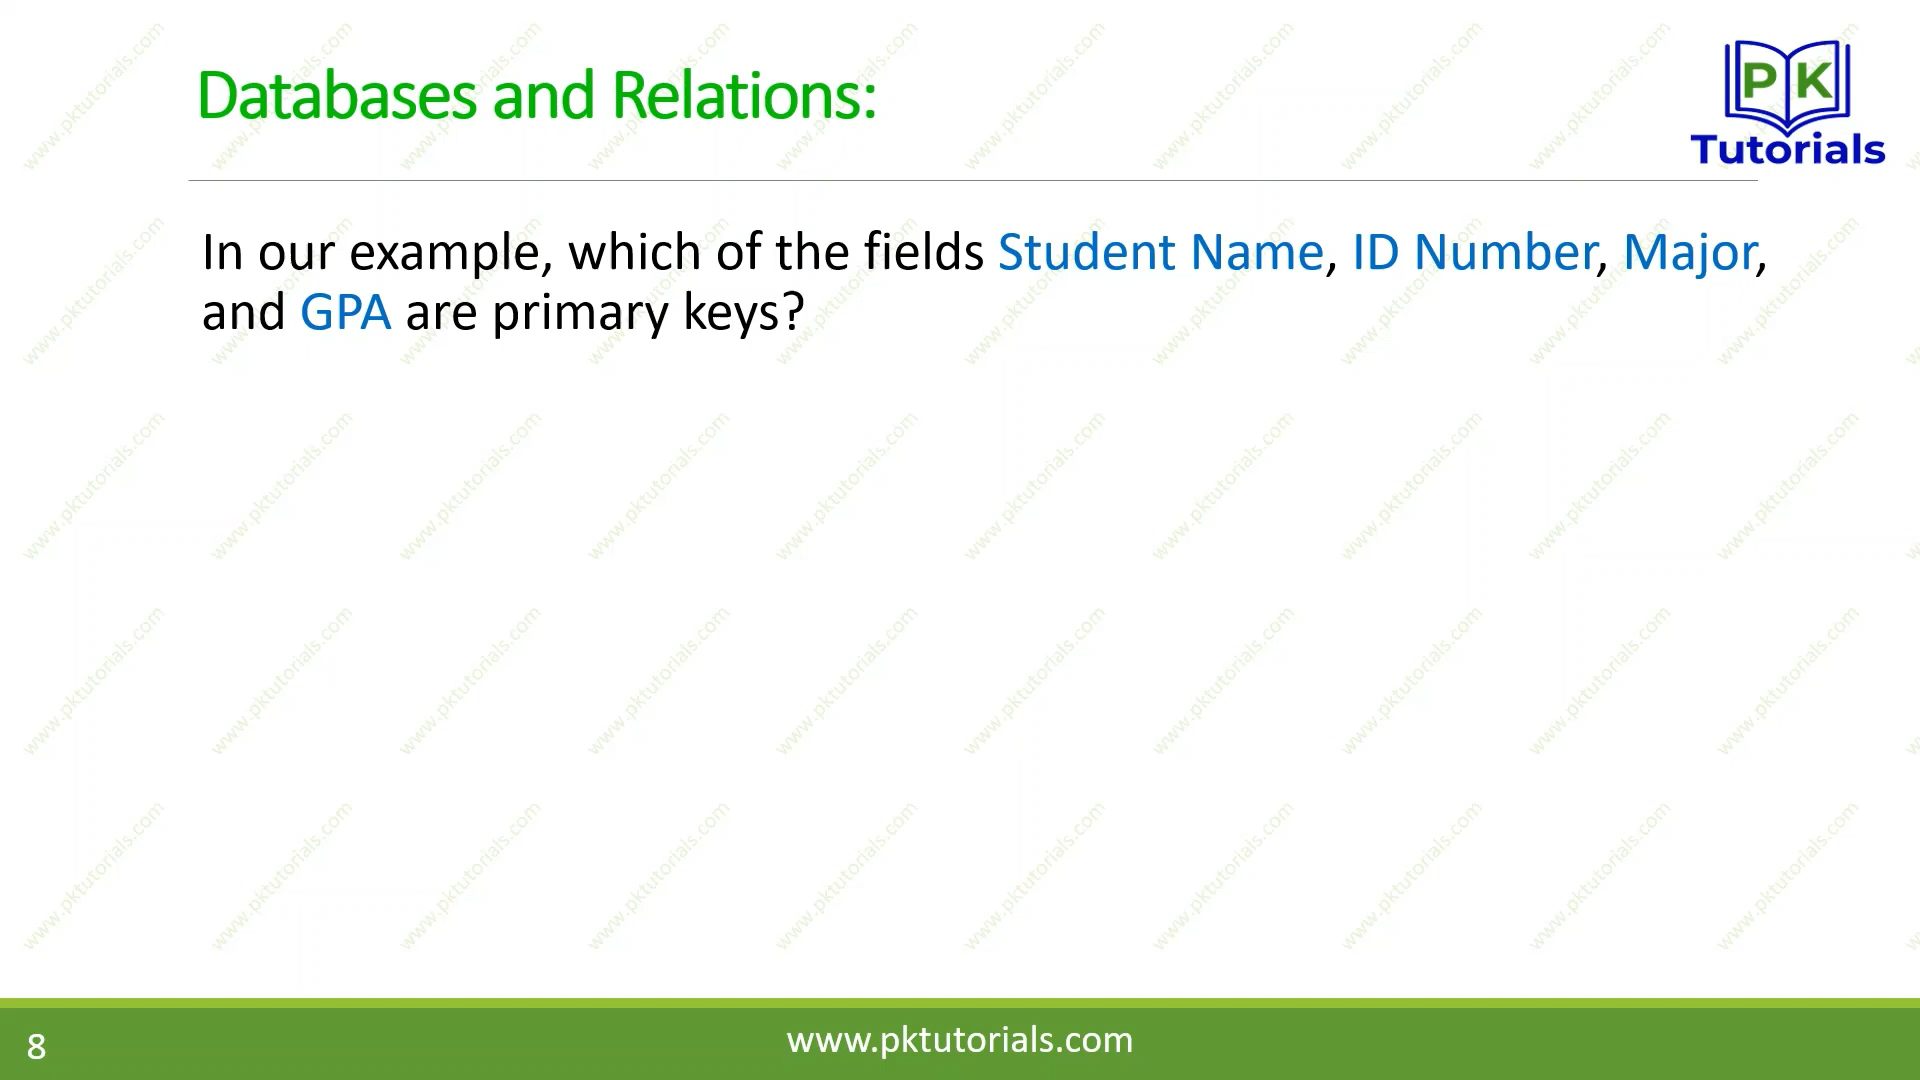 Databases and Relations:
PK
Tutorials
In our example, which of the fields Student Name, ID Number, Major,
and GPA are primary keys?
8
www.pktutorials.com